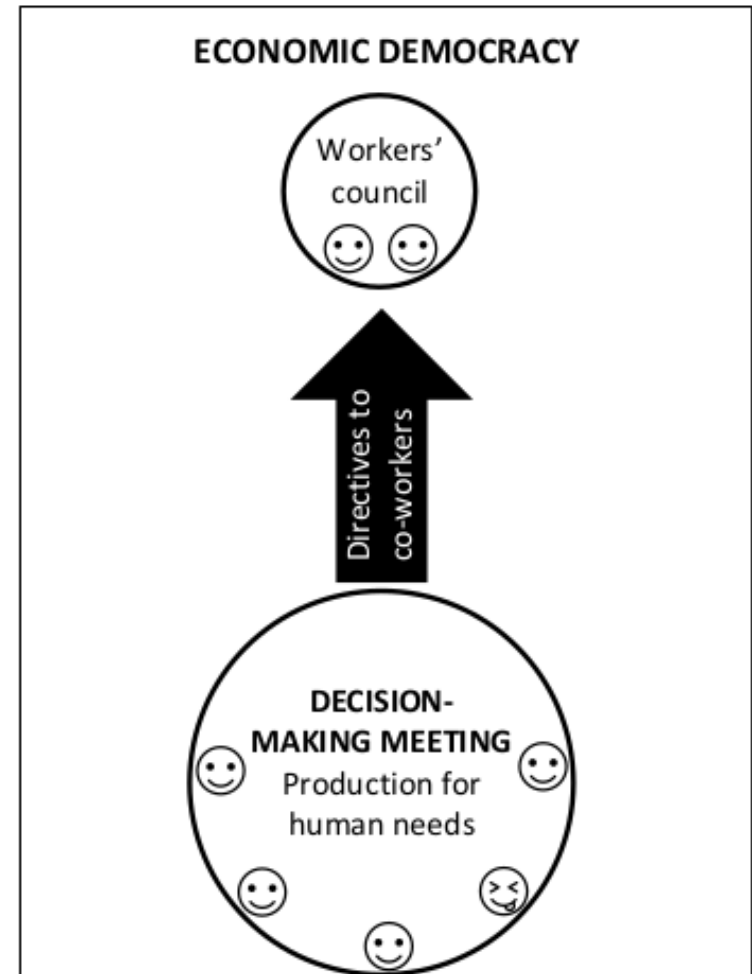 ECONOMIC DEMOCRACY
Workers’
council
Directives to
co-workers
DECISION-
MAKING MEETING
Production for
human needs